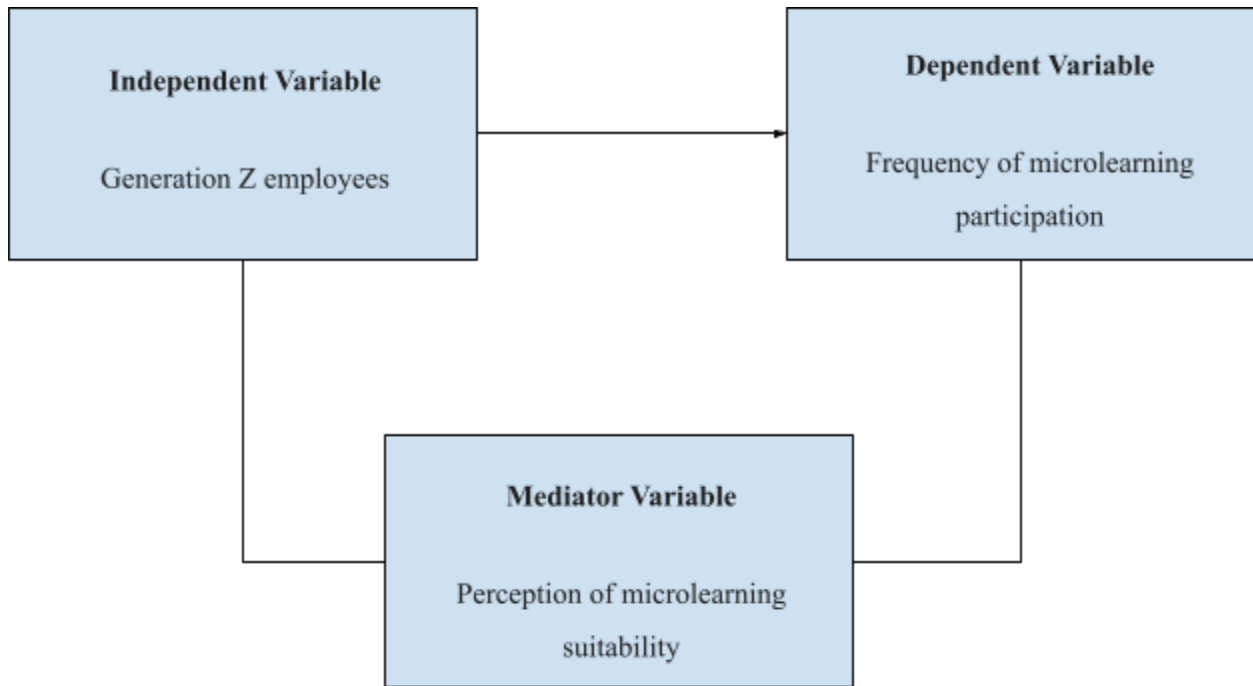 Independent Variable
Generation Z employees
Dependent Variable
Frequency of microlearning
participation
Mediator Variable
Perception of microlearning
suitability